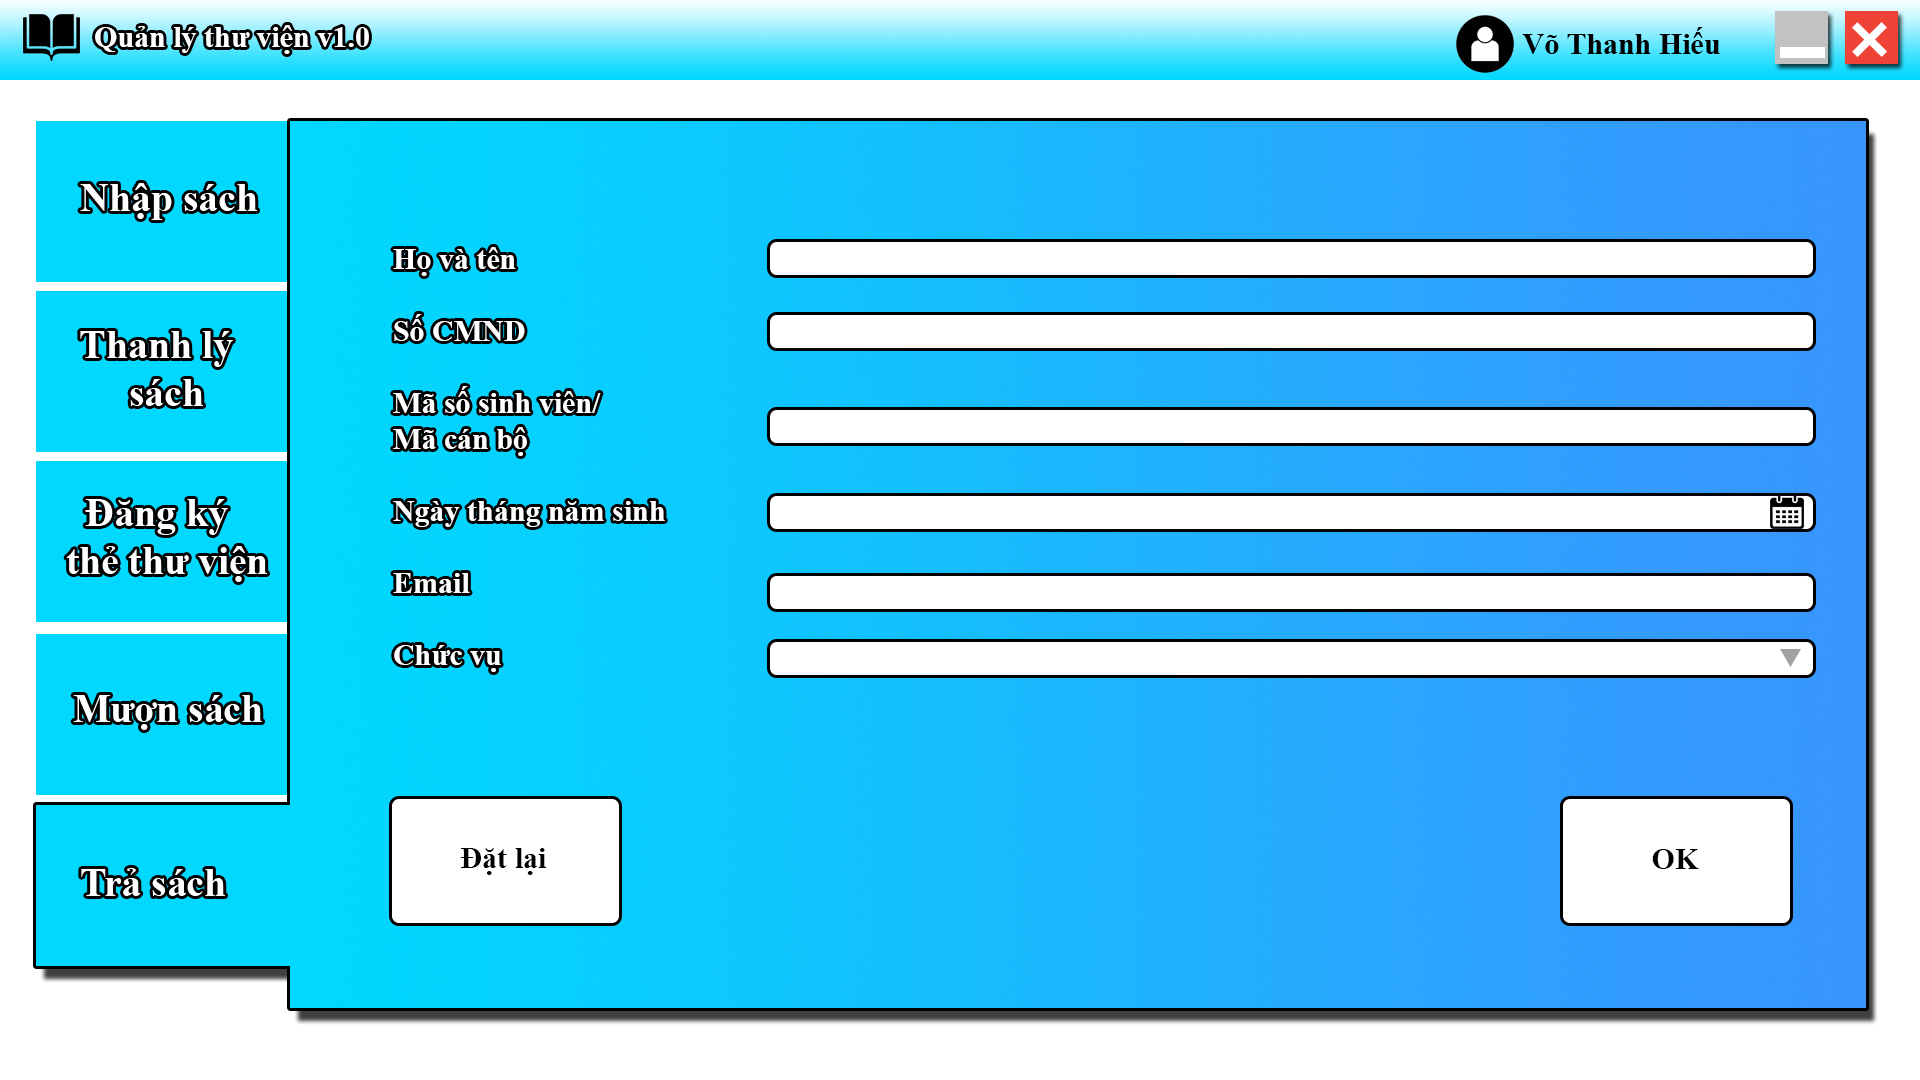 Quản lý thư viện v1.0
Võ Thanh Hiếu
Nhập sách
Thanh lý
sách
Đăng ký
thẻ thư viện
Mượn sách
Trả sách
Họ và tên
Số CMND
Mã số sinh viên/
Mã cán bộ
Ngày tháng năm sinh
Email
Chức vụ
Đặt lại
OK